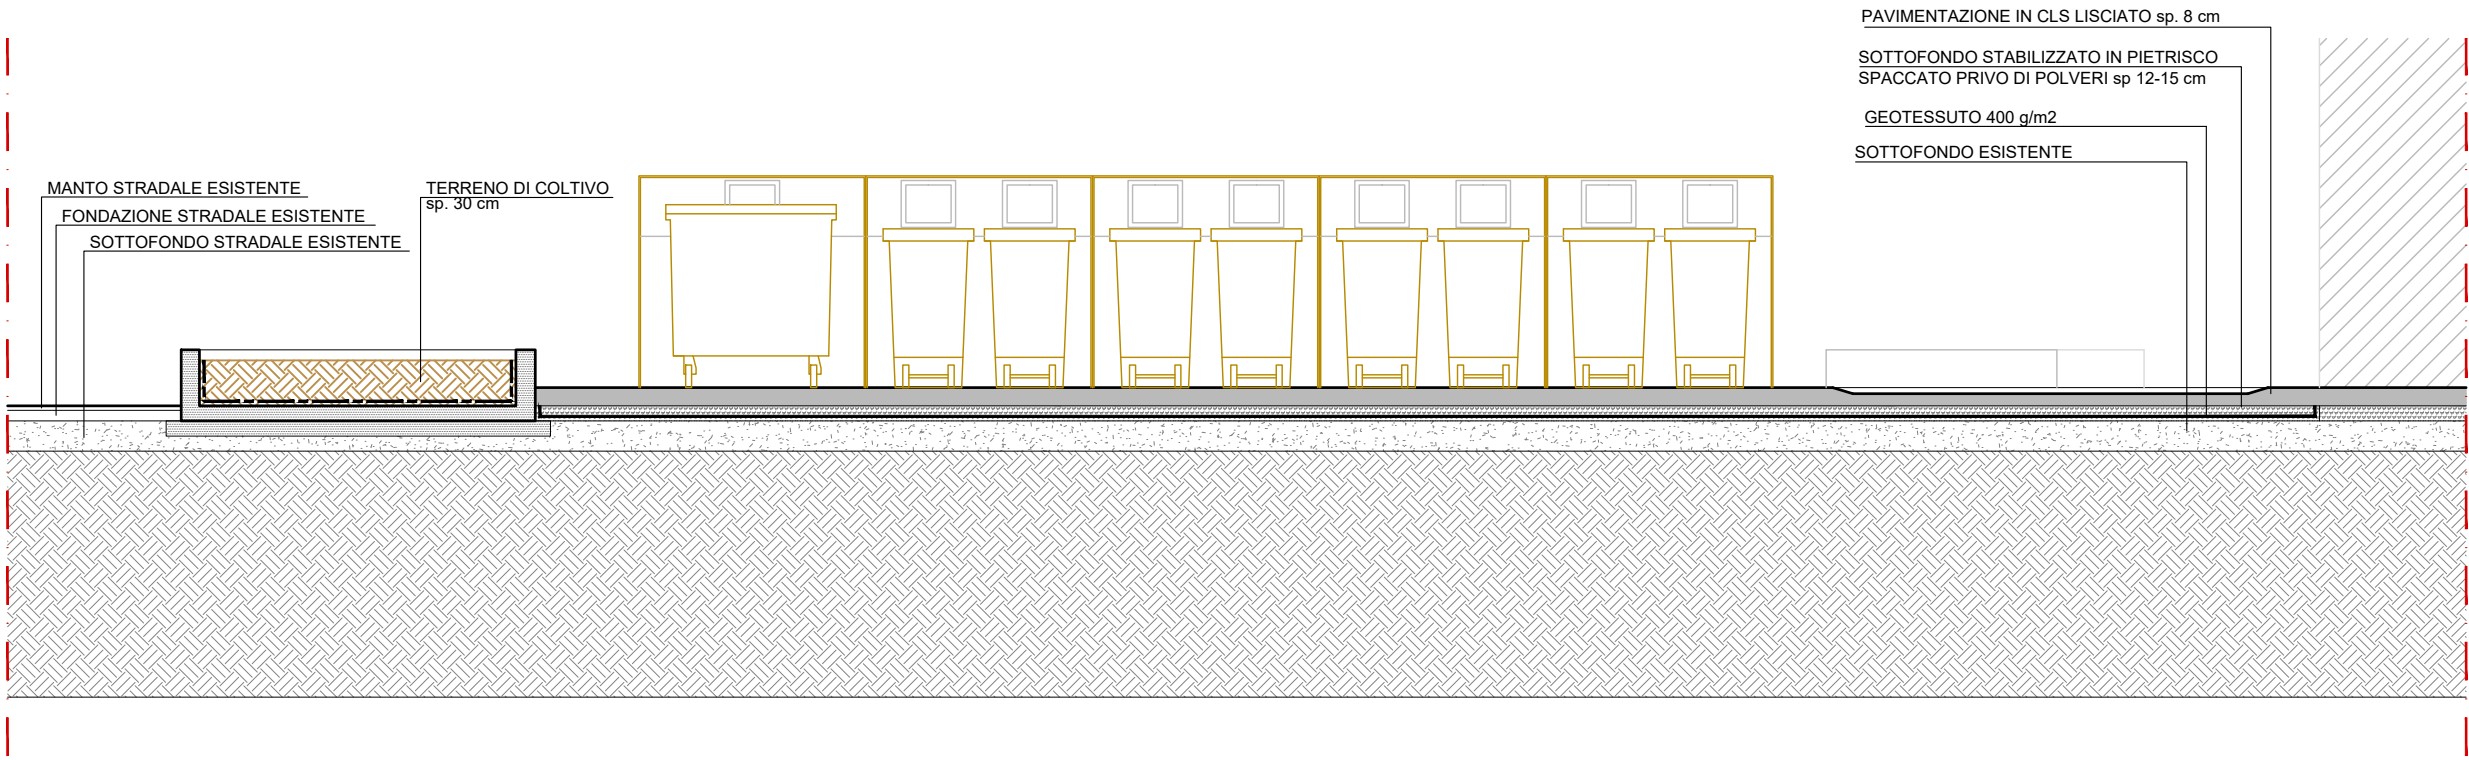 PAVIMENTAZIONE IN CLS LISCIATO sp. 8 cm
SOTTOFONDO STABILIZZATO IN PIETRISCO
SPACCATO PRIVO DI POLVERI sp 12-15 cm
GEOTESSUTO 400 g/m2
SOTTOFONDO ESISTENTE
MANTO STRADALE ESISTENTE
FONDAZIONE STRADALE ESISTENTE
SOTTOFONDO STRADALE ESISTENTE
TERRENO DI COLTIVO
sp. 30 cm